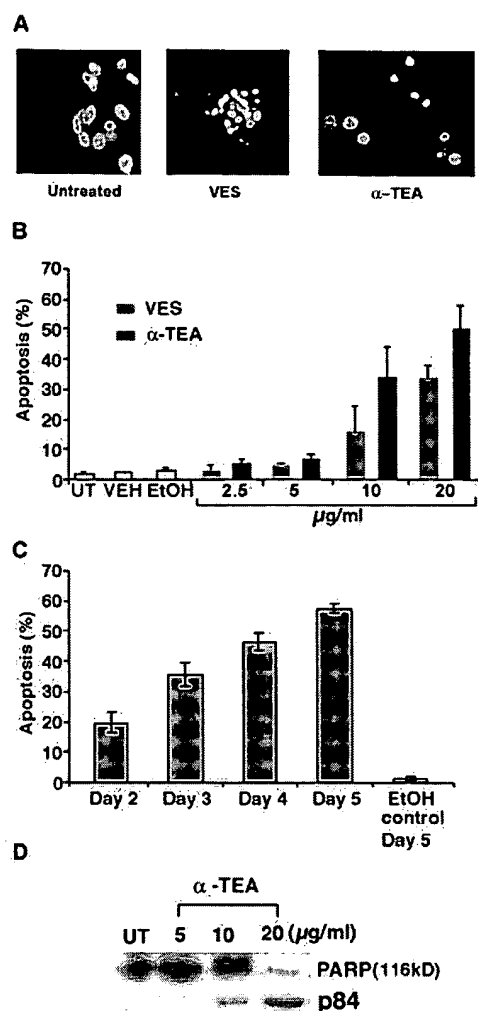 A
Untreated VES α-TEA
B
Apoptosis (%)
70
60
50
40
30
20
10
0
VES
α-TEA
UT VEH EtOH 2.5 5 10 20
µg/ml
C
Apoptosis (%)
70
60
50
40
30
20
10
0
Day 2 Day 3 Day 4 Day 5 EtOH
control
Day 5
D
α-TEA
UT 5 10 20 (µg/ml)
PARP(116kD)
p84